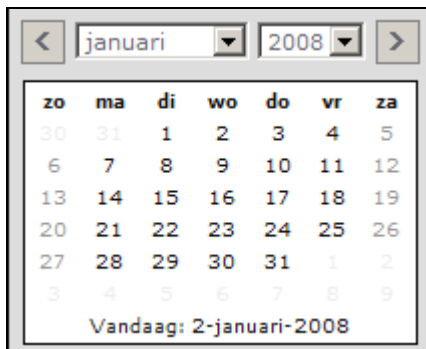 < januari 2008 >
zo ma di wo do vr za
30 31 1 2 3 4 5
6 7 8 9 10 11 12
13 14 15 16 17 18 19
20 21 22 23 24 25 26
27 28 29 30 31 1 2
3 4 5 6 7 8 9
Vandaag: 2-januari-2008